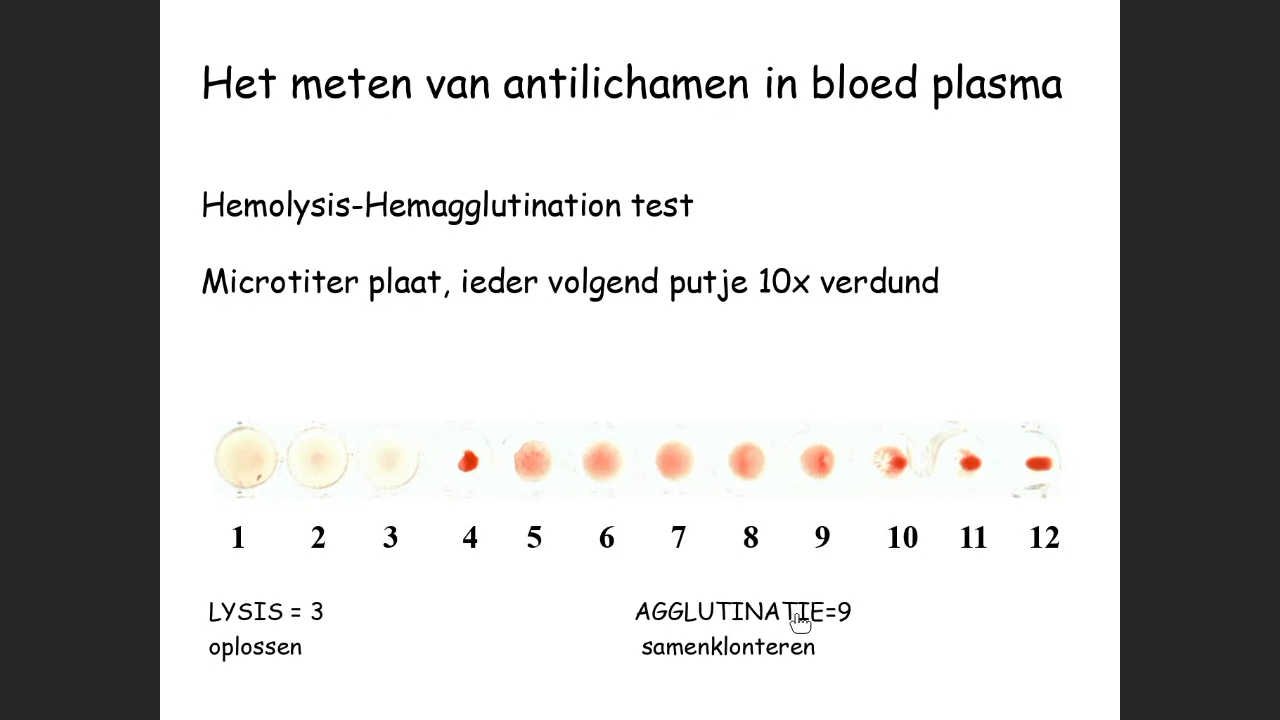 Het meten van antilichamen in bloed plasma
Hemolysis-Hemagglutination test
Microtiter plaat, ieder volgend putje 10x verdund
1 2 3 4 5 6 7 8 9 10 11 12
LYSIS = 3 AGGLUTINATIE=9
oplossen samenklonteren